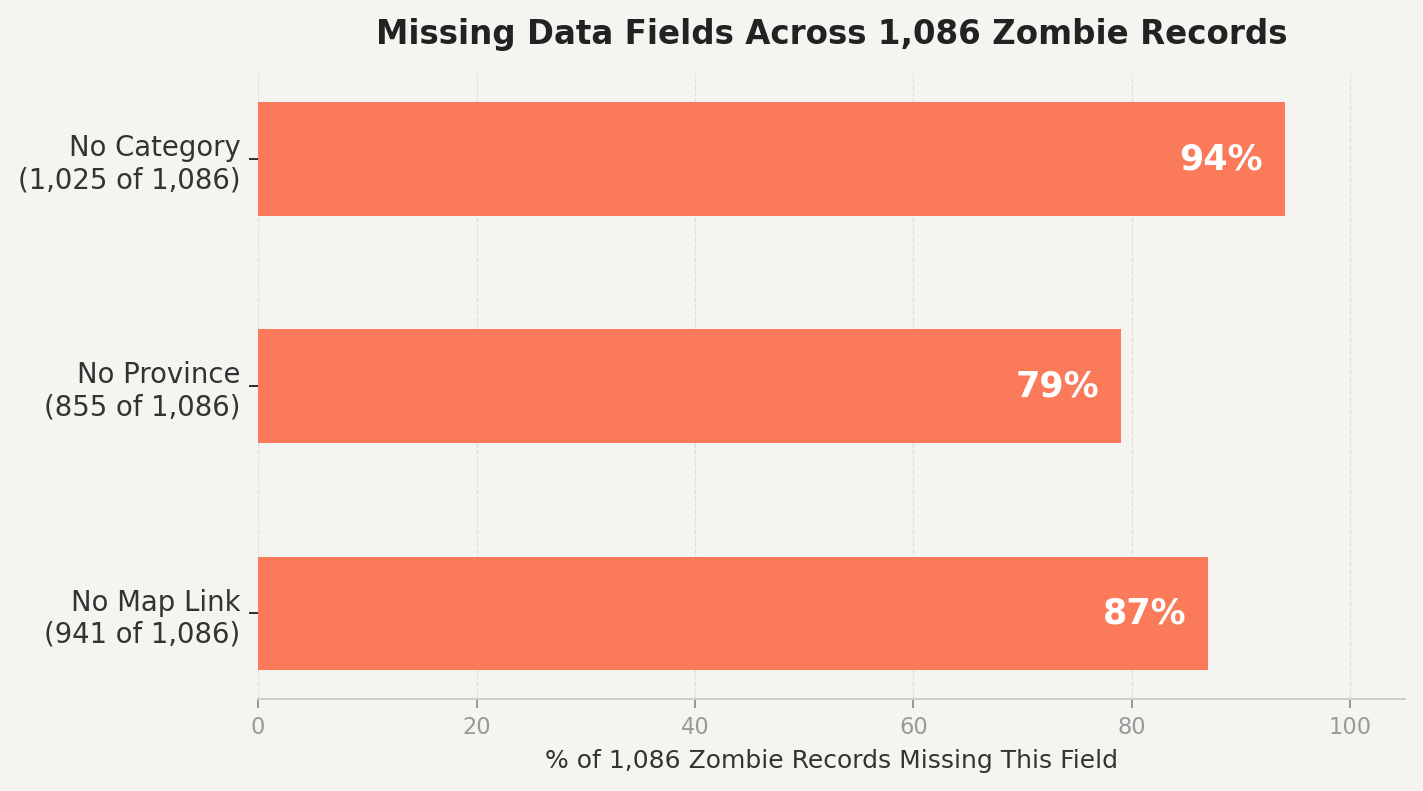 Missing Data Fields Across 1,086 Zombie Records
No Category
(1,025 of 1,086)
94%
No Province
(855 of 1,086)
79%
No Map Link
(941 of 1,086)
87%
0 20 40 60 80 100
% of 1,086 Zombie Records Missing This Field